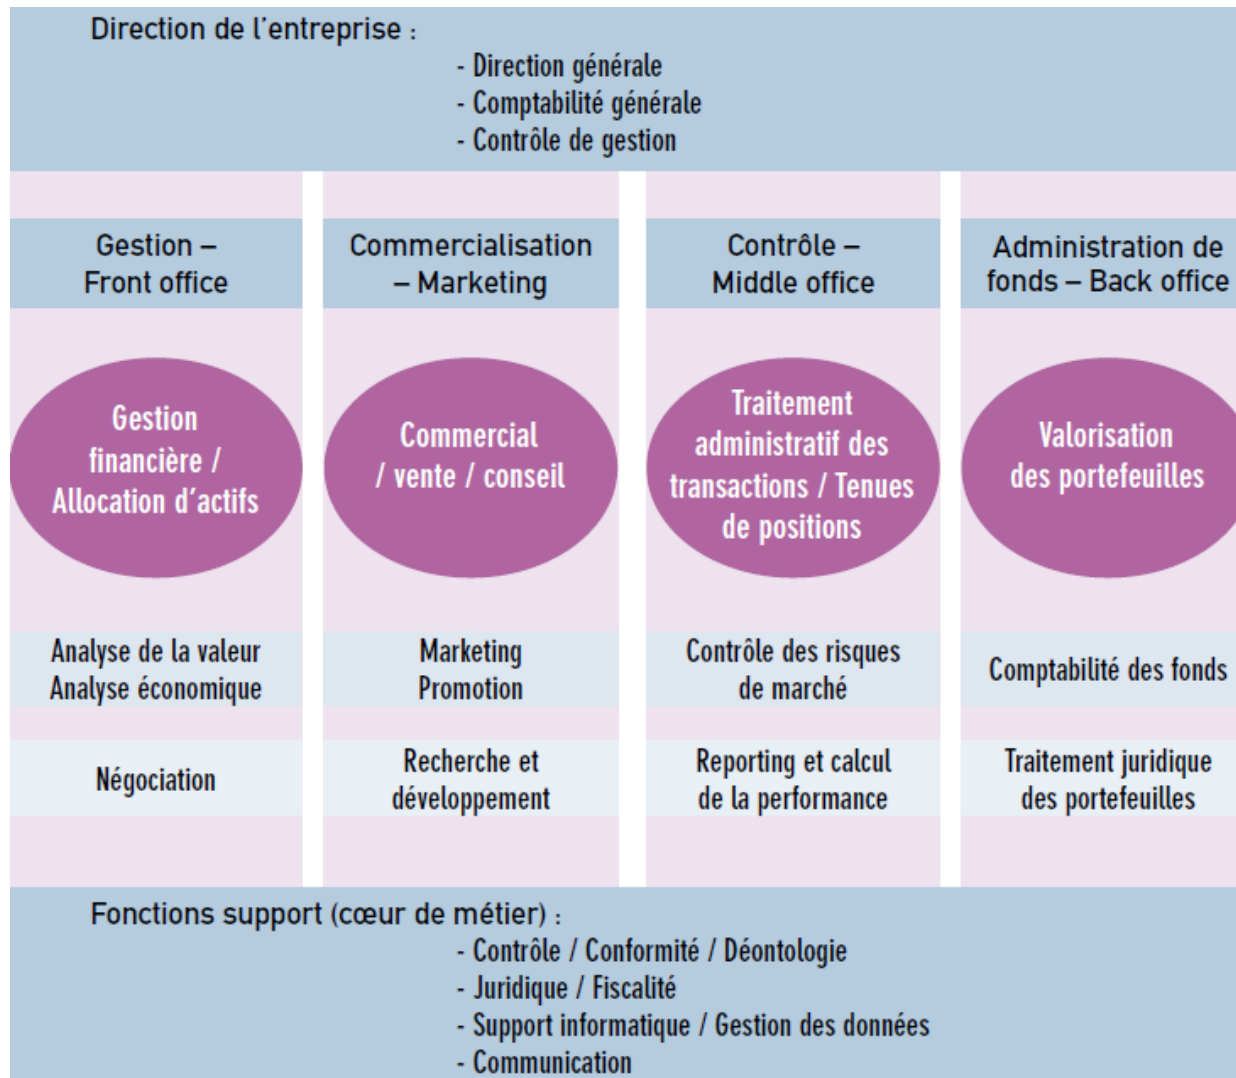 Direction de l’entreprise :
- Direction générale
- Comptabilité générale
- Contrôle de gestion
Gestion –
Front office
Commercialisation
– Marketing
Contrôle –
Middle office
Administration de
fonds – Back office
Gestion
financière /
Allocation d’actifs
Commercial
/ vente / conseil
Traitement
administratif des
transactions / Tenues
de positions
Valorisation
des portefeuilles
Analyse de la valeur
Analyse économique
Marketing
Promotion
Contrôle des risques
de marché
Comptabilité des fonds
Négociation
Recherche et
développement
Reporting et calcul
de la performance
Traitement juridique
des portefeuilles
Fonctions support (cœur de métier) :
- Contrôle / Conformité / Déontologie
- Juridique / Fiscalité
- Support informatique / Gestion des données
- Communication